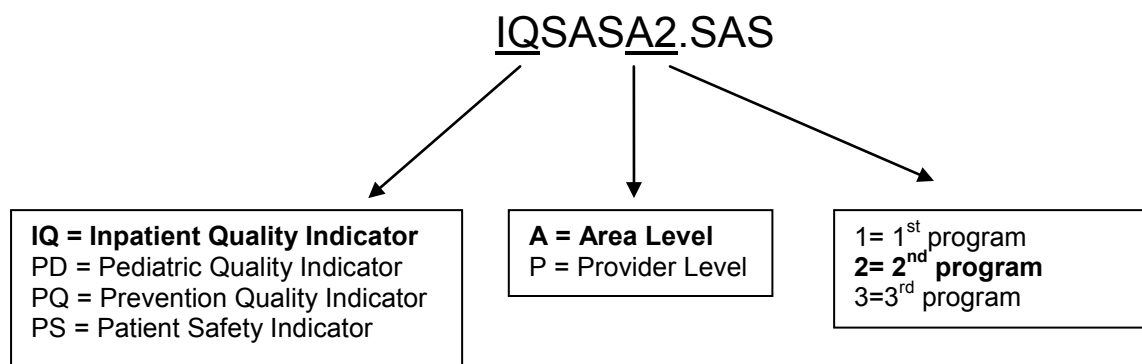 IQSASA2.SAS
IQ = Inpatient Quality Indicator
PD = Pediatric Quality Indicator
PQ = Prevention Quality Indicator
PS = Patient Safety Indicator
A = Area Level
P = Provider Level
1= 1st program
2= 2nd program
3=3rd program